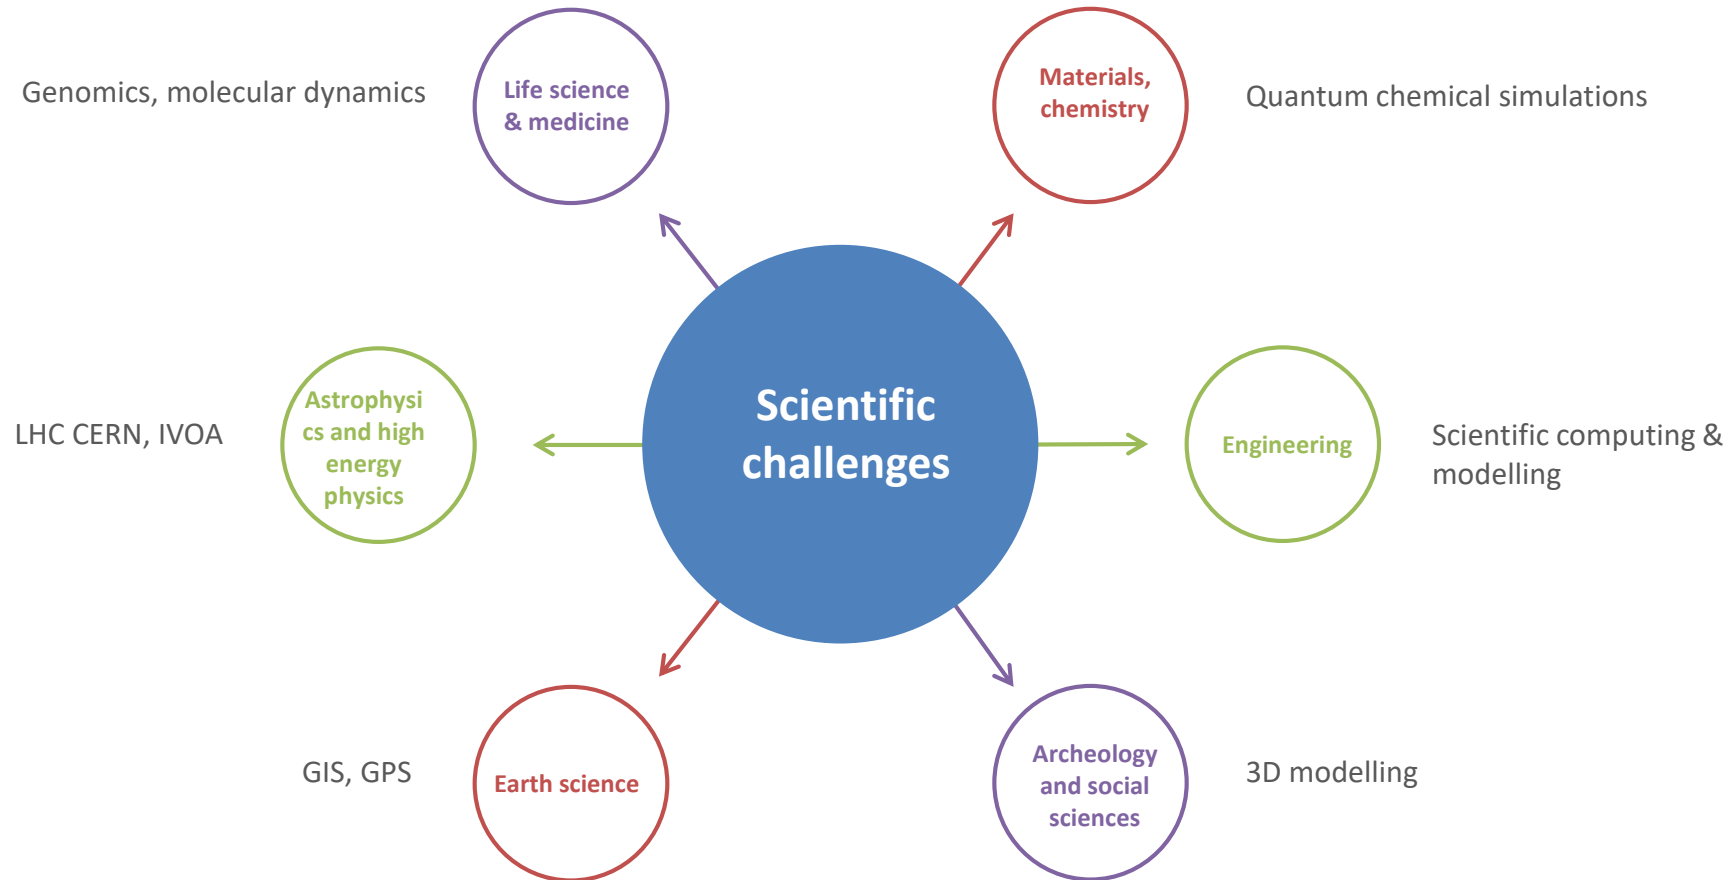 Genomics, molecular dynamics
Life science
& medicine
Materials,
chemistry
Quantum chemical simulations
LHC CERN, IVOA
Astrophysi
cs and high
energy
physics
Scientific
challenges
Engineering
Scientific computing &
modelling
GIS, GPS
Earth science
Archeology
and social
sciences
3D modelling